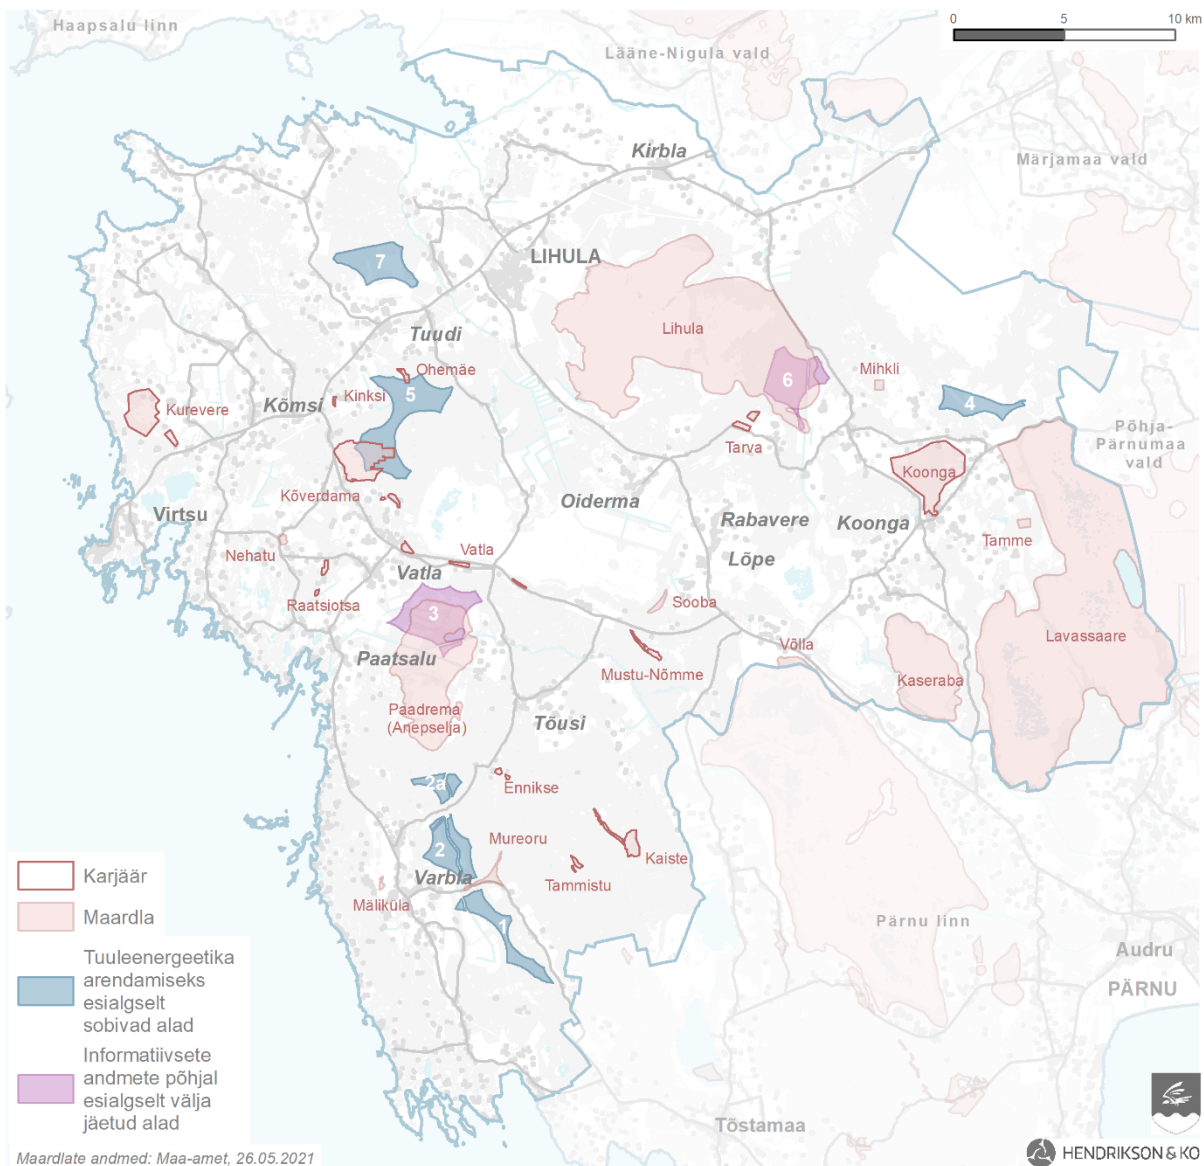 Haapsalu linn
0 5 10 km
Lääne-Nigula vald
Kirbla
Märjamaa vald
LIHULA
7
Tuudi
Lihula
Ohemäe
Mihkli
6
5
Kinksi
4
Kõmsi
Kurevere
Põhja-
Pärnumaa
vald
Tarva
Koonga
Kõverdama
Oiderma
Virtsu
Rabavere
Koonga
Tamme
Nehatu
Vatla
Lõpe
Vatla
Raatsiotsa
Sooba
3
Lavassaare
Võlla
Paatsalu
Mustu-Nõmme
Kaseraba
Paadrema
(Anepselja)
Tõusi
2a
Ennikse
Mureoru
2
Kaiste
Varbla
Tammistu
Mäliküla
1
Pärnu linn
Audru
PÄRNU
Tõstamaa
Karjäär
Maardla
Tuuleenergeetika
arendamiseks
esialgselt
sobivad alad
Informatiivsete
andmete põhjal
esialgselt välja
jäetud alad
Maardlate andmed: Maa-amet, 26.05.2021
HENDRIKSON & KO